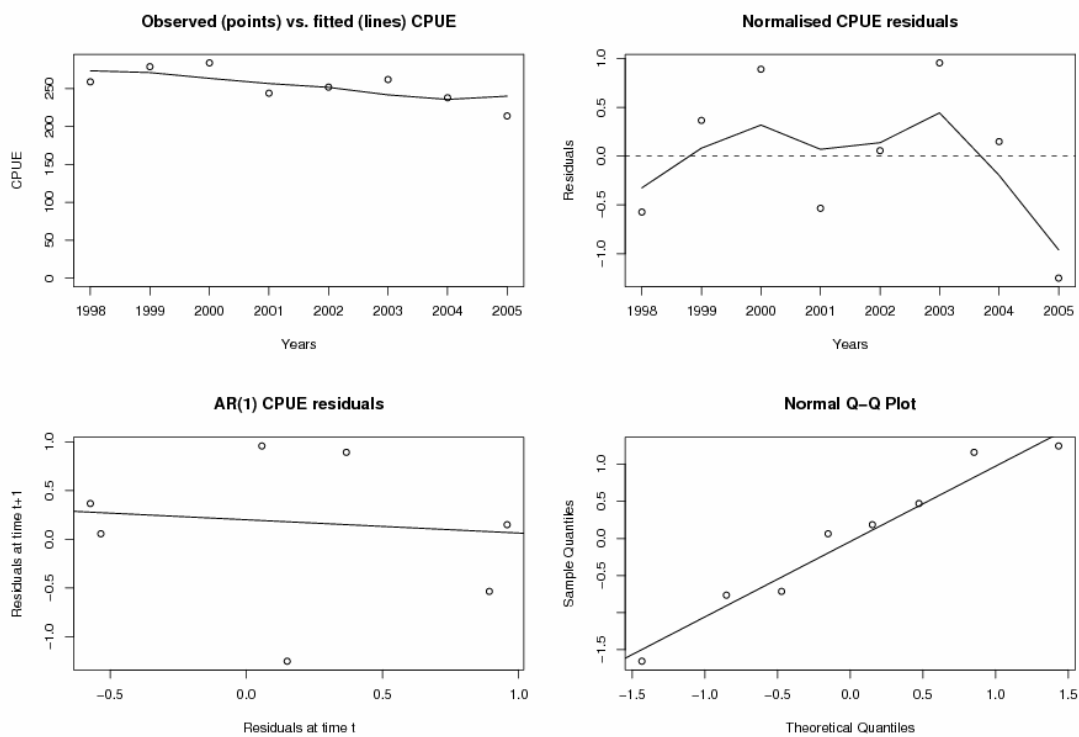 Observed (points) vs. fitted (lines) CPUE
CPUE
0 50 100 150 200 250
1998 1999 2000 2001 2002 2003 2004 2005
Years
Normalised CPUE residuals
Residuals
−1.0 −0.5 0.0 0.5 1.0
1998 1999 2000 2001 2002 2003 2004 2005
Years
AR(1) CPUE residuals
Residuals at time t+1
−1.0 −0.5 0.0 0.5 1.0
−0.5 0.0 0.5 1.0
Residuals at time t
Normal Q−Q Plot
Sample Quantiles
−1.5 −0.5 0.0 0.5 1.0
−1.5 −1.0 −0.5 0.0 0.5 1.0 1.5
Theoretical Quantiles